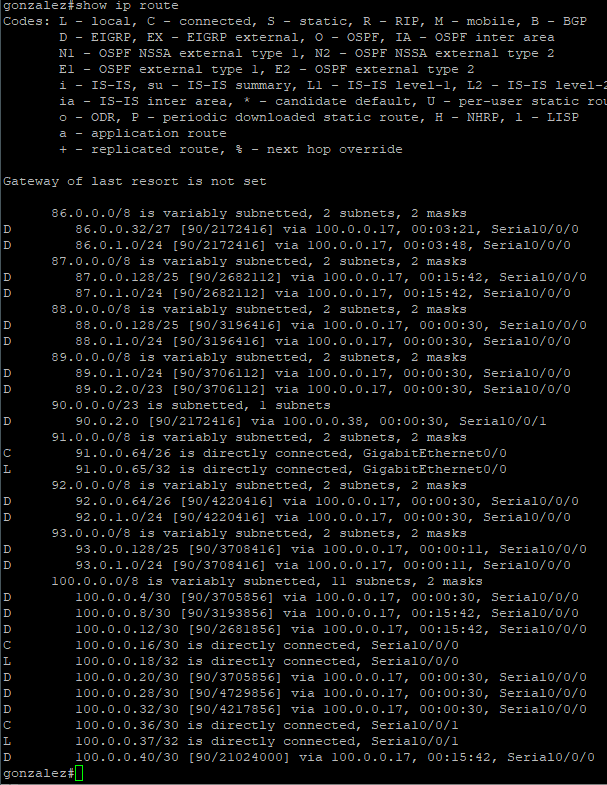 gonzalez#show ip route
Codes: L - local, C - connected, S - static, R - RIP, M - mobile, B - BGP
D - EIGRP, EX - EIGRP external, O - OSPF, IA - OSPF inter area
N1 - OSPF NSSA external type 1, N2 - OSPF NSSA external type 2
E1 - OSPF external type 1, E2 - OSPF external type 2
i - IS-IS, su - IS-IS summary, L1 - IS-IS level-1, L2 - IS-IS level-2
ia - IS-IS inter area, * - candidate default, U - per-user static rou
o - ODR, P - periodic downloaded static route, H - NHRP, l - LISP
a - application route
+ - replicated route, % - next hop override
Gateway of last resort is not set
86.0.0.0/8 is variably subnetted, 2 subnets, 2 masks
D 86.0.0.32/27 [90/2172416] via 100.0.0.17, 00:03:21, Serial0/0/0
D 86.0.1.0/24 [90/2172416] via 100.0.0.17, 00:03:48, Serial0/0/0
87.0.0.0/8 is variably subnetted, 2 subnets, 2 masks
D 87.0.0.128/25 [90/2682112] via 100.0.0.17, 00:15:42, Serial0/0/0
D 87.0.1.0/24 [90/2682112] via 100.0.0.17, 00:15:42, Serial0/0/0
88.0.0.0/8 is variably subnetted, 2 subnets, 2 masks
D 88.0.0.128/25 [90/3196416] via 100.0.0.17, 00:00:30, Serial0/0/0
D 88.0.1.0/24 [90/3196416] via 100.0.0.17, 00:00:30, Serial0/0/0
89.0.0.0/8 is variably subnetted, 2 subnets, 2 masks
D 89.0.1.0/24 [90/3706112] via 100.0.0.17, 00:00:30, Serial0/0/0
D 89.0.2.0/23 [90/3706112] via 100.0.0.17, 00:00:30, Serial0/0/0
90.0.0.0/23 is subnetted, 1 subnets
D 90.0.2.0 [90/2172416] via 100.0.0.38, 00:00:30, Serial0/0/1
91.0.0.0/8 is variably subnetted, 2 subnets, 2 masks
C 91.0.0.64/26 is directly connected, GigabitEthernet0/0
L 91.0.0.65/32 is directly connected, GigabitEthernet0/0
92.0.0.0/8 is variably subnetted, 2 subnets, 2 masks
D 92.0.0.64/26 [90/4220416] via 100.0.0.17, 00:00:30, Serial0/0/0
D 92.0.1.0/24 [90/4220416] via 100.0.0.17, 00:00:30, Serial0/0/0
93.0.0.0/8 is variably subnetted, 2 subnets, 2 masks
D 93.0.0.128/25 [90/3708416] via 100.0.0.17, 00:00:11, Serial0/0/0
D 93.0.1.0/24 [90/3708416] via 100.0.0.17, 00:00:11, Serial0/0/0
100.0.0.0/8 is variably subnetted, 11 subnets, 2 masks
D 100.0.0.4/30 [90/3705856] via 100.0.0.17, 00:00:30, Serial0/0/0
D 100.0.0.8/30 [90/3193856] via 100.0.0.17, 00:15:42, Serial0/0/0
D 100.0.0.12/30 [90/2681856] via 100.0.0.17, 00:15:42, Serial0/0/0
C 100.0.0.16/30 is directly connected, Serial0/0/0
L 100.0.0.18/32 is directly connected, Serial0/0/0
D 100.0.0.20/30 [90/3705856] via 100.0.0.17, 00:00:30, Serial0/0/0
D 100.0.0.28/30 [90/4729856] via 100.0.0.17, 00:00:30, Serial0/0/0
D 100.0.0.32/30 [90/4217856] via 100.0.0.17, 00:00:30, Serial0/0/0
C 100.0.0.36/30 is directly connected, Serial0/0/1
L 100.0.0.37/32 is directly connected, Serial0/0/1
D 100.0.0.40/30 [90/21024000] via 100.0.0.17, 00:15:42, Serial0/0/0
gonzalez#